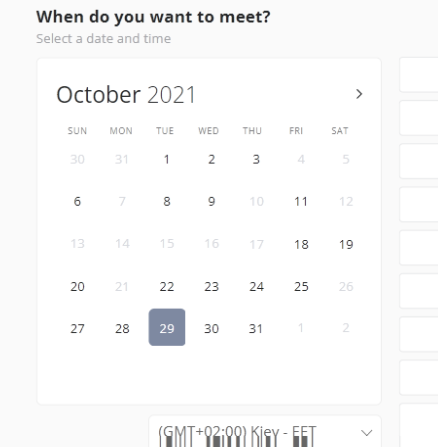 When do you want to meet?
Select a date and time
October 2021
SUN MON TUE WED THU FRI SAT
30 31 1 2 3 4 5
6 7 8 9 10 11 12
13 14 15 16 17 18 19
20 21 22 23 24 25 26
27 28 29 30 31 1 2
(GMT+02:00) Kiev - EET